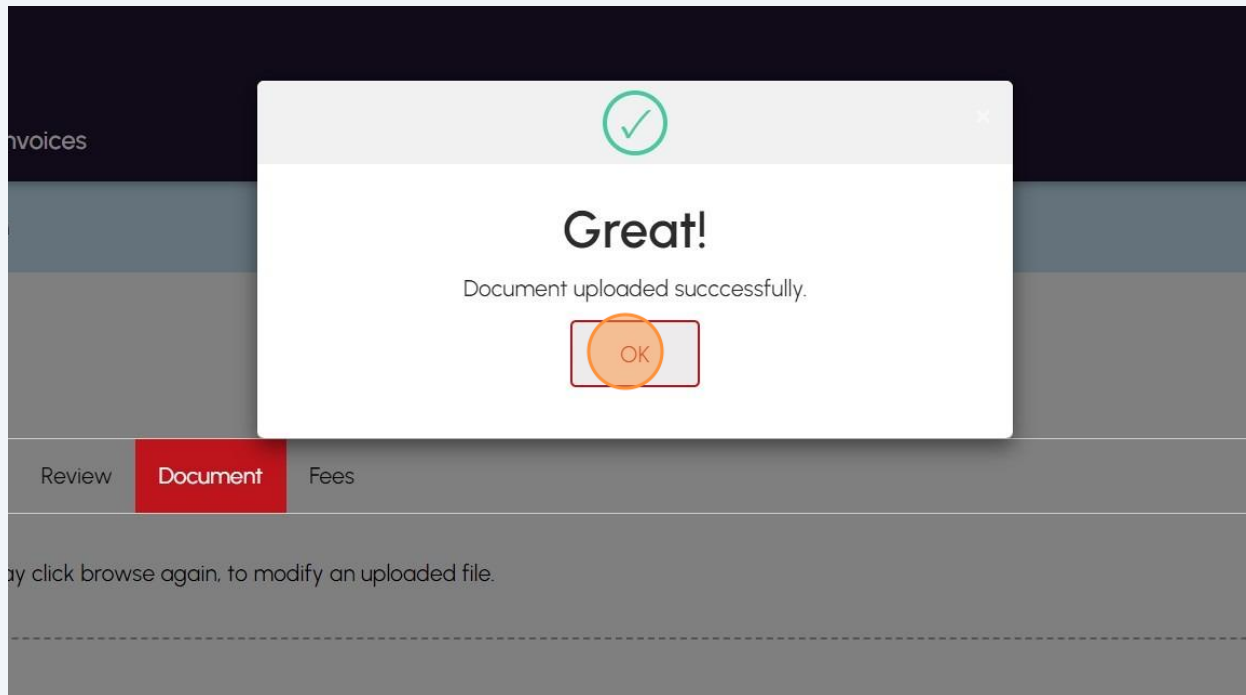 nvoices
Great!
Document uploaded succcessfully.
OK
Review Document Fees
ay click browse again, to modify an uploaded file.